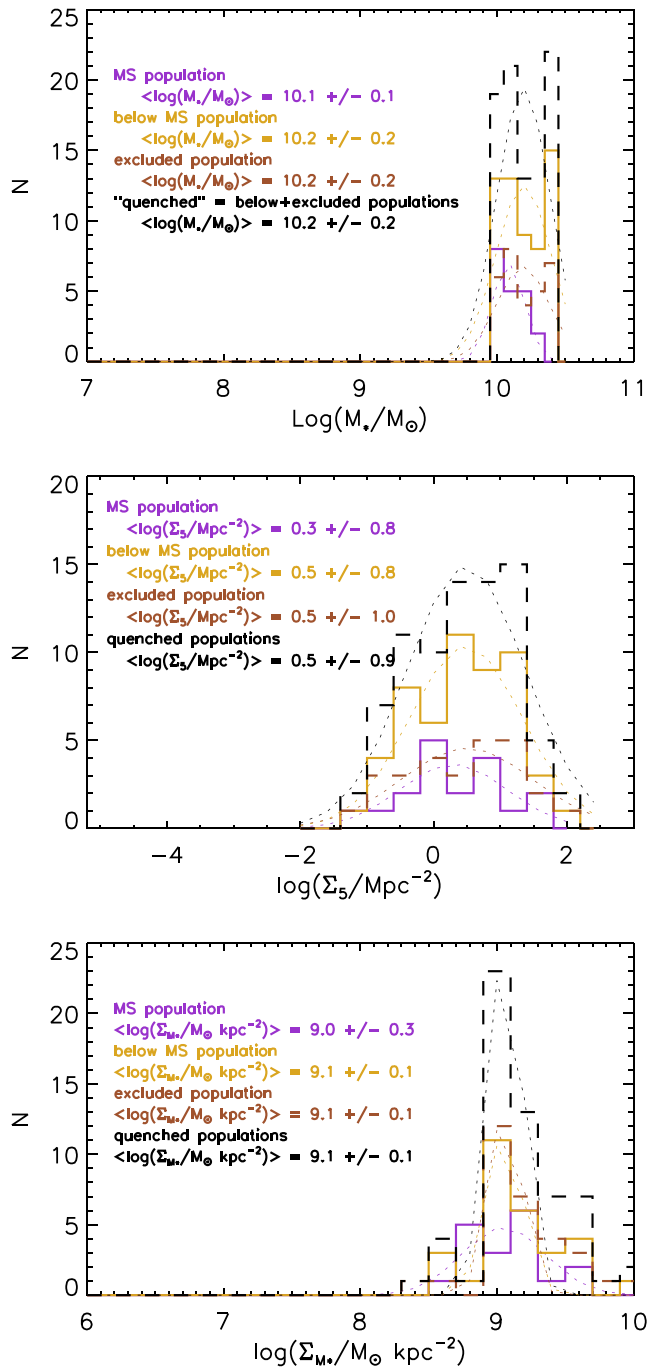 25
20
15
10
5
0
N
MS population
<log(M*/M☉)> = 10.1 +/- 0.1
below MS population
<log(M*/M☉)> = 10.2 +/- 0.2
excluded population
<log(M*/M☉)> = 10.2 +/- 0.2
"quenched" = below+excluded populations
<log(M*/M☉)> = 10.2 +/- 0.2
7 8 9 10 11
Log(M*/M☉)
20
15
10
5
0
N
MS population
<log(Σ5/Mpc⁻²)> = 0.3 +/- 0.8
below MS population
<log(Σ5/Mpc⁻²)> = 0.5 +/- 0.8
excluded population
<log(Σ5/Mpc⁻²)> = 0.5 +/- 1.0
quenched populations
<log(Σ5/Mpc⁻²)> = 0.5 +/- 0.9
-4 -2 0 2
log(Σ5/Mpc⁻²)
25
20
15
10
5
0
N
MS population
<log(ΣM*/M☉ kpc⁻²)> = 9.0 +/- 0.3
below MS population
<log(ΣM*/M☉ kpc⁻²)> = 9.1 +/- 0.1
excluded population
<log(ΣM*/M☉ kpc⁻²)> = 9.1 +/- 0.1
quenched populations
<log(ΣM*/M☉ kpc⁻²)> = 9.1 +/- 0.1
6 7 8 9 10
log(ΣM*/M☉ kpc⁻²)